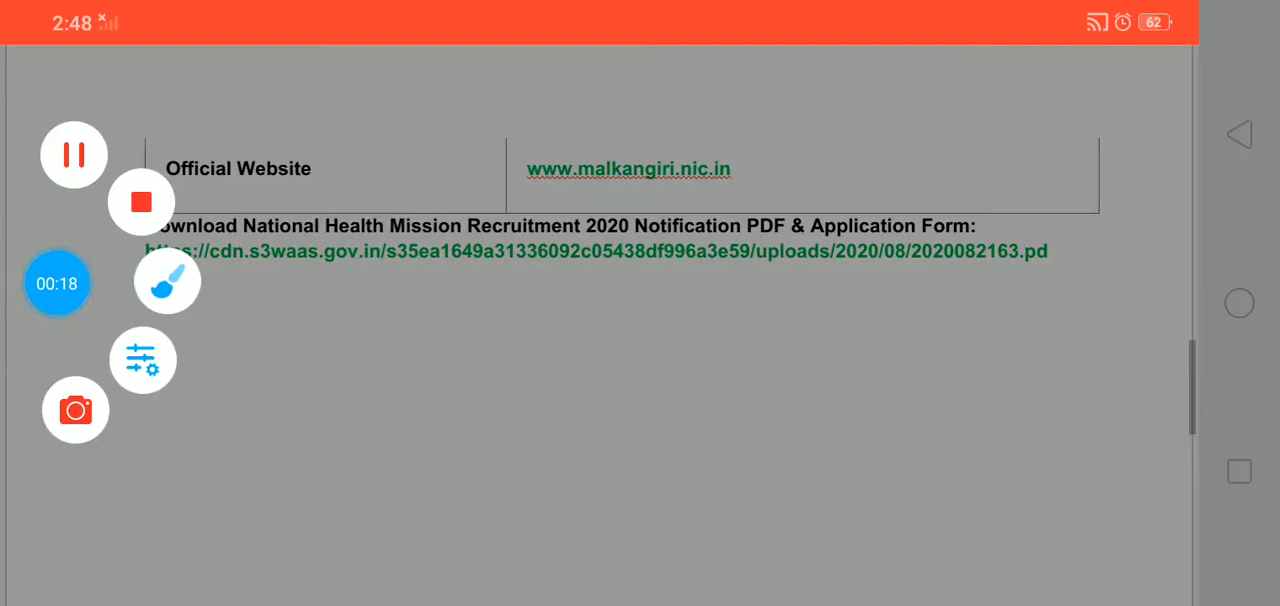 2:48
62
Official Website
www.malkangiri.nic.in
ownload National Health Mission Recruitment 2020 Notification PDF & Application Form:
://cdn.s3waas.gov.in/s35ea1649a31336092c05438df996a3e59/uploads/2020/08/2020082163.pd
00:18